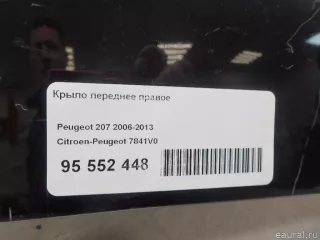 Крыло переднее правое
Peugeot 207 2006-2013
Citroen-Peugeot 7841V0
95 552 448
eaural.ru